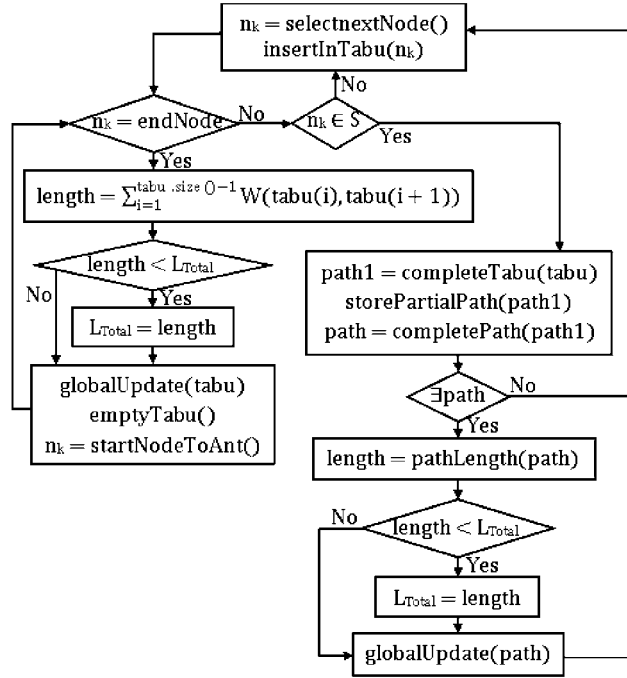 nk = selectnextNode()
insertInTabu(nk)
No
nk = endNode
No
nk ∈ S
Yes
Yes
length = ∑_{i=1}^{tabu .size ()−1} W(tabu(i), tabu(i + 1))
length < LTotal
No
Yes
LTotal = length
globalUpdate(tabu)
emptyTabu()
nk = startNodeToAnt()
path1 = completeTabu(tabu)
storePartialPath(path1)
path = completePath(path1)
∃path
No
Yes
length = pathLength(path)
No
length < LTotal
Yes
LTotal = length
globalUpdate(path)